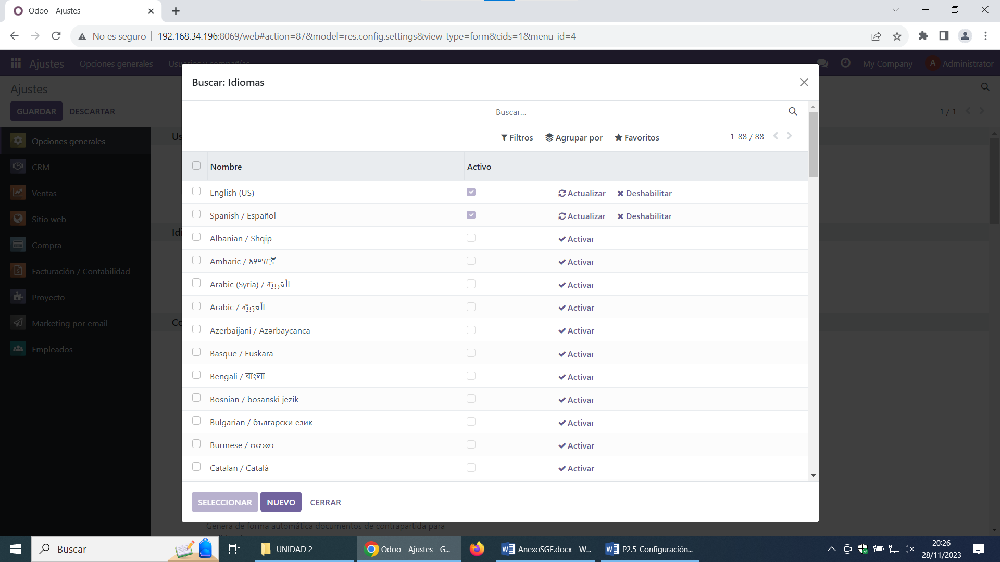 Odoo - Ajustes
No es seguro
192.168.34.196:8069/web#action=87&model=res.config.settings&view_type=form&cids=1&menu_id=4
Ajustes
Opciones generales
Usuarios y compañías
My Company
A
Administrator
Ajustes
GUARDAR
DESCARTAR
1 / 1
Opciones generales
CRM
Ventas
Sitio web
Compra
Facturación / Contabilidad
Proyecto
Marketing por email
Empleados
Us
Idi
Co
Buscar: Idiomas
Buscar...
Filtros
Agrupar por
Favoritos
1-88 / 88
Nombre Activo
English (US) Actualizar Deshabilitar
Spanish / Español Actualizar Deshabilitar
Albanian / Shqip Activar
Amharic / አምሃርኛ Activar
Arabic (Syria) / الْعَرَبيّة Activar
Arabic / الْعَرَبيّة Activar
Azerbaijani / Azərbaycanca Activar
Basque / Euskara Activar
Bengali / বাংলা Activar
Bosnian / bosanski jezik Activar
Bulgarian / български език Activar
Burmese / ဗမာစာ Activar
Catalan / Català Activar
SELECCIONAR
NUEVO
CERRAR
Genera de forma automática documentos de contrapartida para
Buscar
UNIDAD 2
Odoo - Ajustes - G...
AnexoSGE.docx - W...
P2.5-Configuración...
20:26
28/11/2023